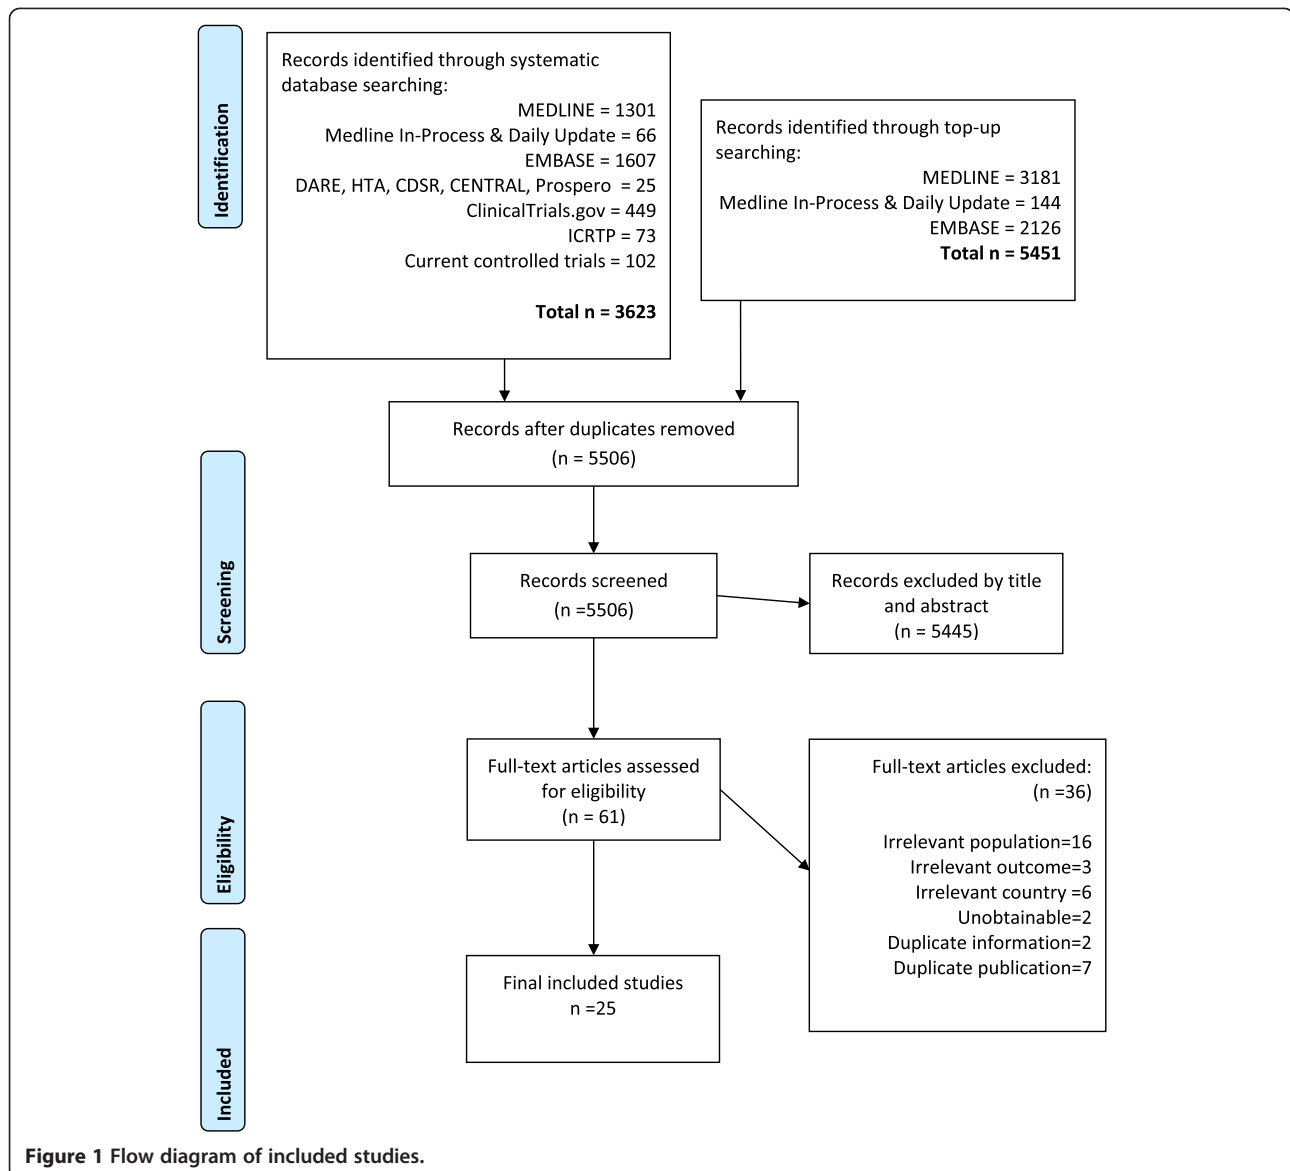 Identification
Records identified through systematic
database searching:
MEDLINE = 1301
Medline In-Process & Daily Update = 66
EMBASE = 1607
DARE, HTA, CDSR, CENTRAL, Prospero = 25
ClinicalTrials.gov = 449
ICRTP = 73
Current controlled trials = 102
Total n = 3623
Records identified through top-up
searching:
MEDLINE = 3181
Medline In-Process & Daily Update = 144
EMBASE = 2126
Total n = 5451
Records after duplicates removed
(n = 5506)
Screening
Records screened
(n =5506)
Records excluded by title
and abstract
(n = 5445)
Eligibility
Full-text articles assessed
for eligibility
(n = 61)
Full-text articles excluded:
(n =36)
Irrelevant population=16
Irrelevant outcome=3
Irrelevant country =6
Unobtainable=2
Duplicate information=2
Duplicate publication=7
Included
Final included studies
n =25
Figure 1 Flow diagram of included studies.